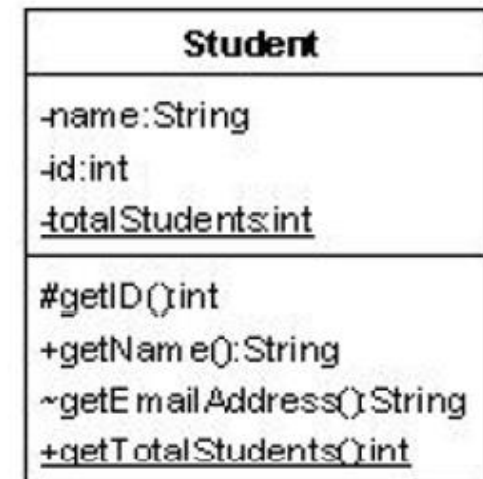 Student
-name:String
-id:int
-totalStudents:int
#getID():int
+getName():String
~getEmailAddress():String
+getTotalStudents():int